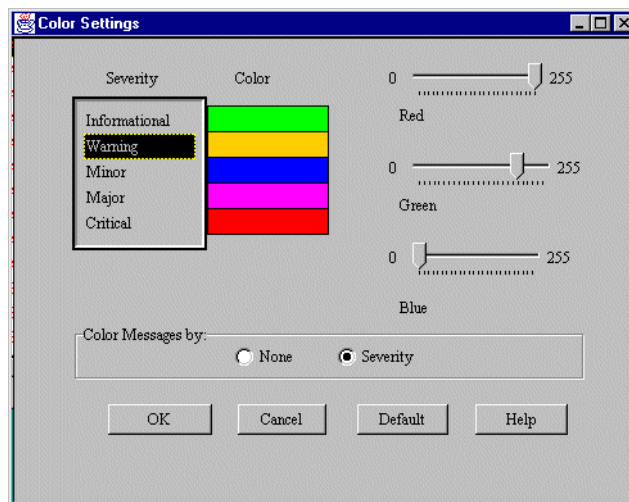 Color Settings
Severity Color
Informational
Warning
Minor
Major
Critical
0 255
Red
0 255
Green
0 255
Blue
Color Messages by:
None Severity
OK Cancel Default Help